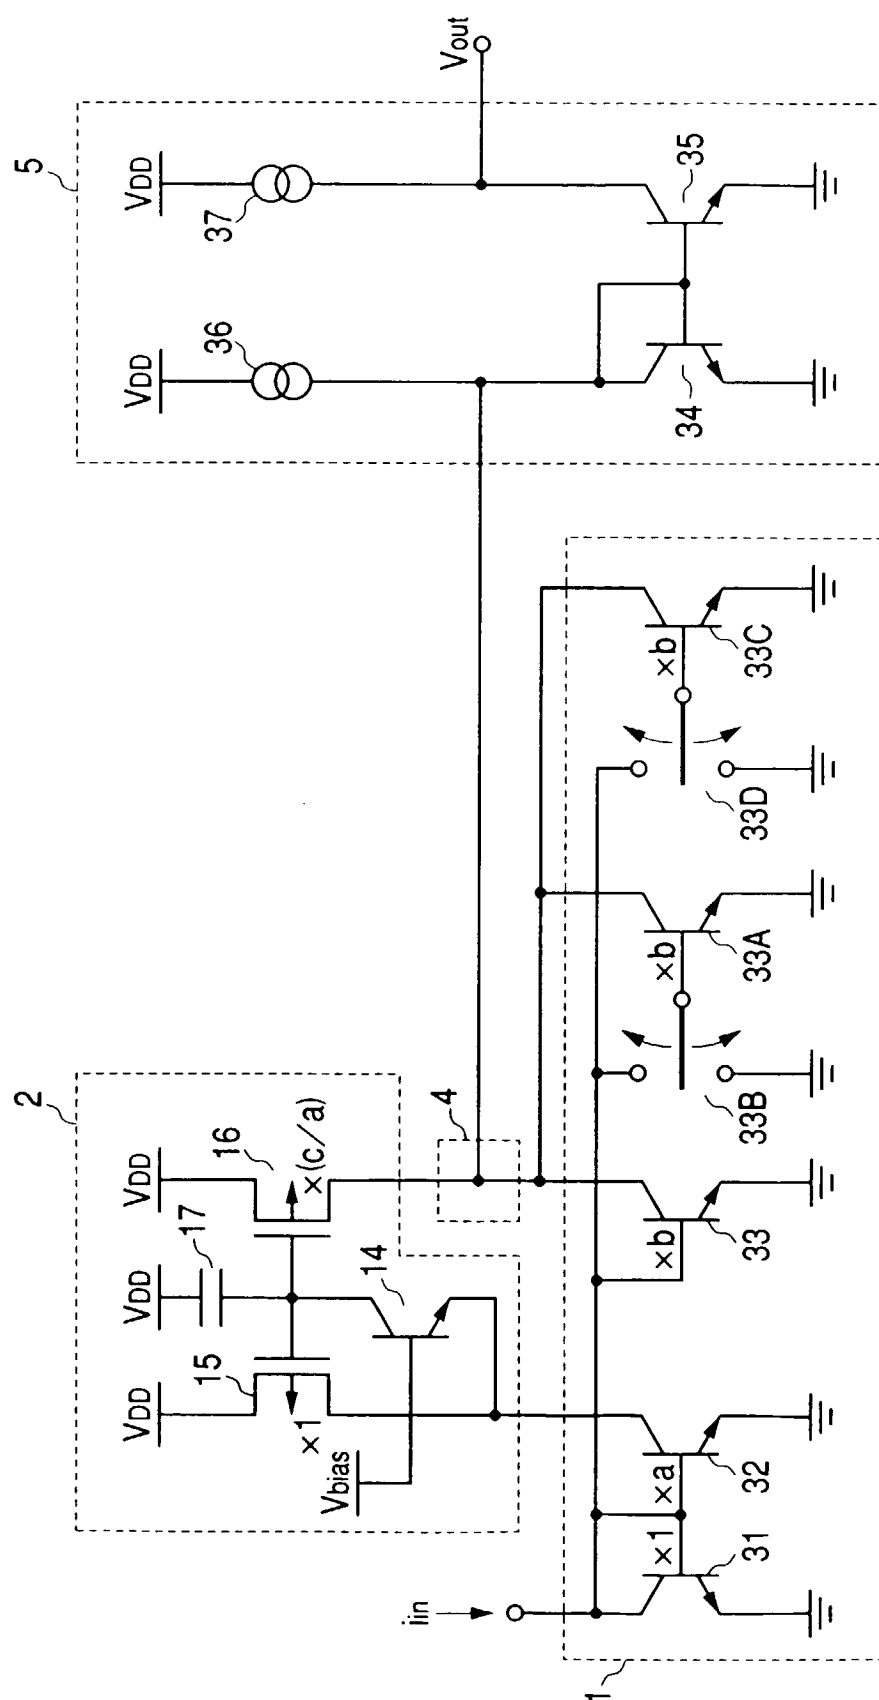 5
VDD
37
Vout
35
VDD
36
34
2
VDD
16
×(c/a)
VDD
17
14
VDD
15
×1
Vbias
4
×b
33C
33D
×b
33A
33B
×b
33
×a
32
×1
31
iin
1